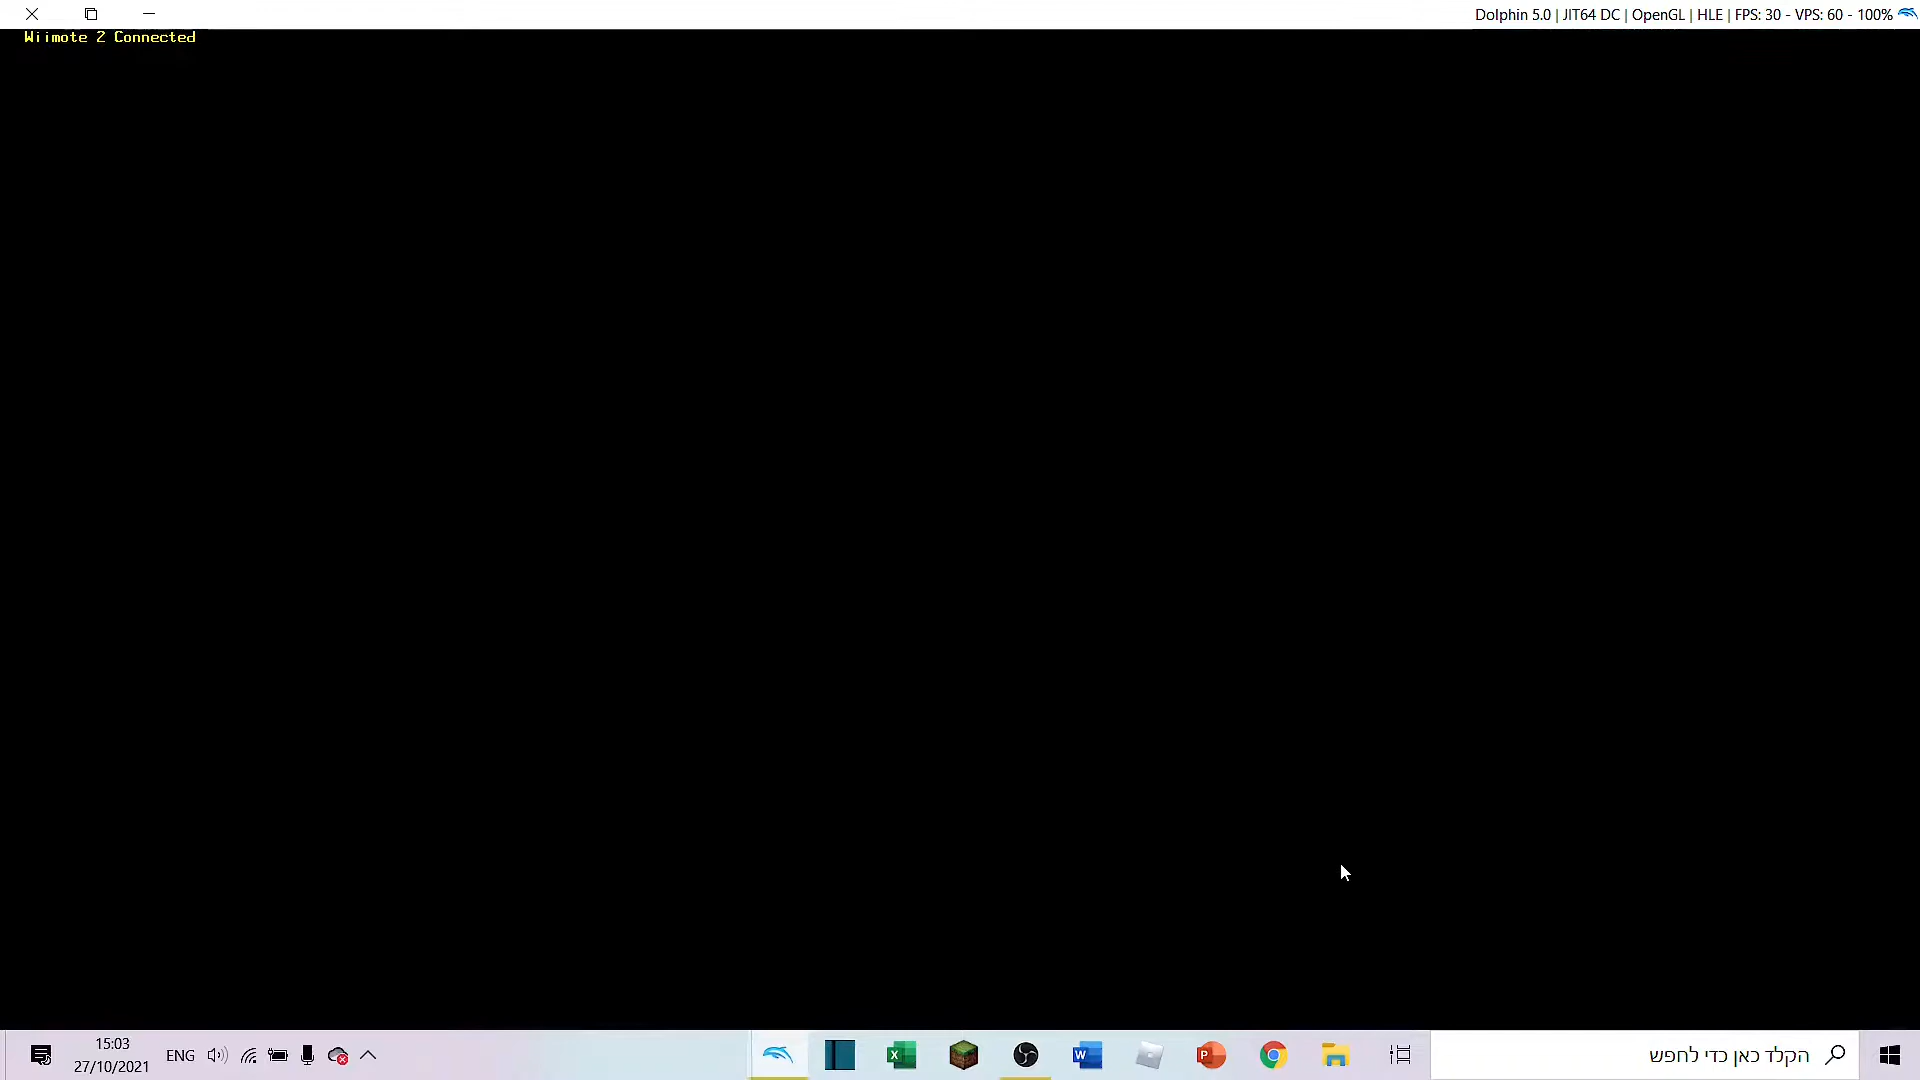 Dolphin 5.0 | JIT64 DC | OpenGL | HLE | FPS: 30 - VPS: 60 - 100%
Wiimote 2 Connected
15:03
27/10/2021
ENG
הקלד כאן כדי לחפש